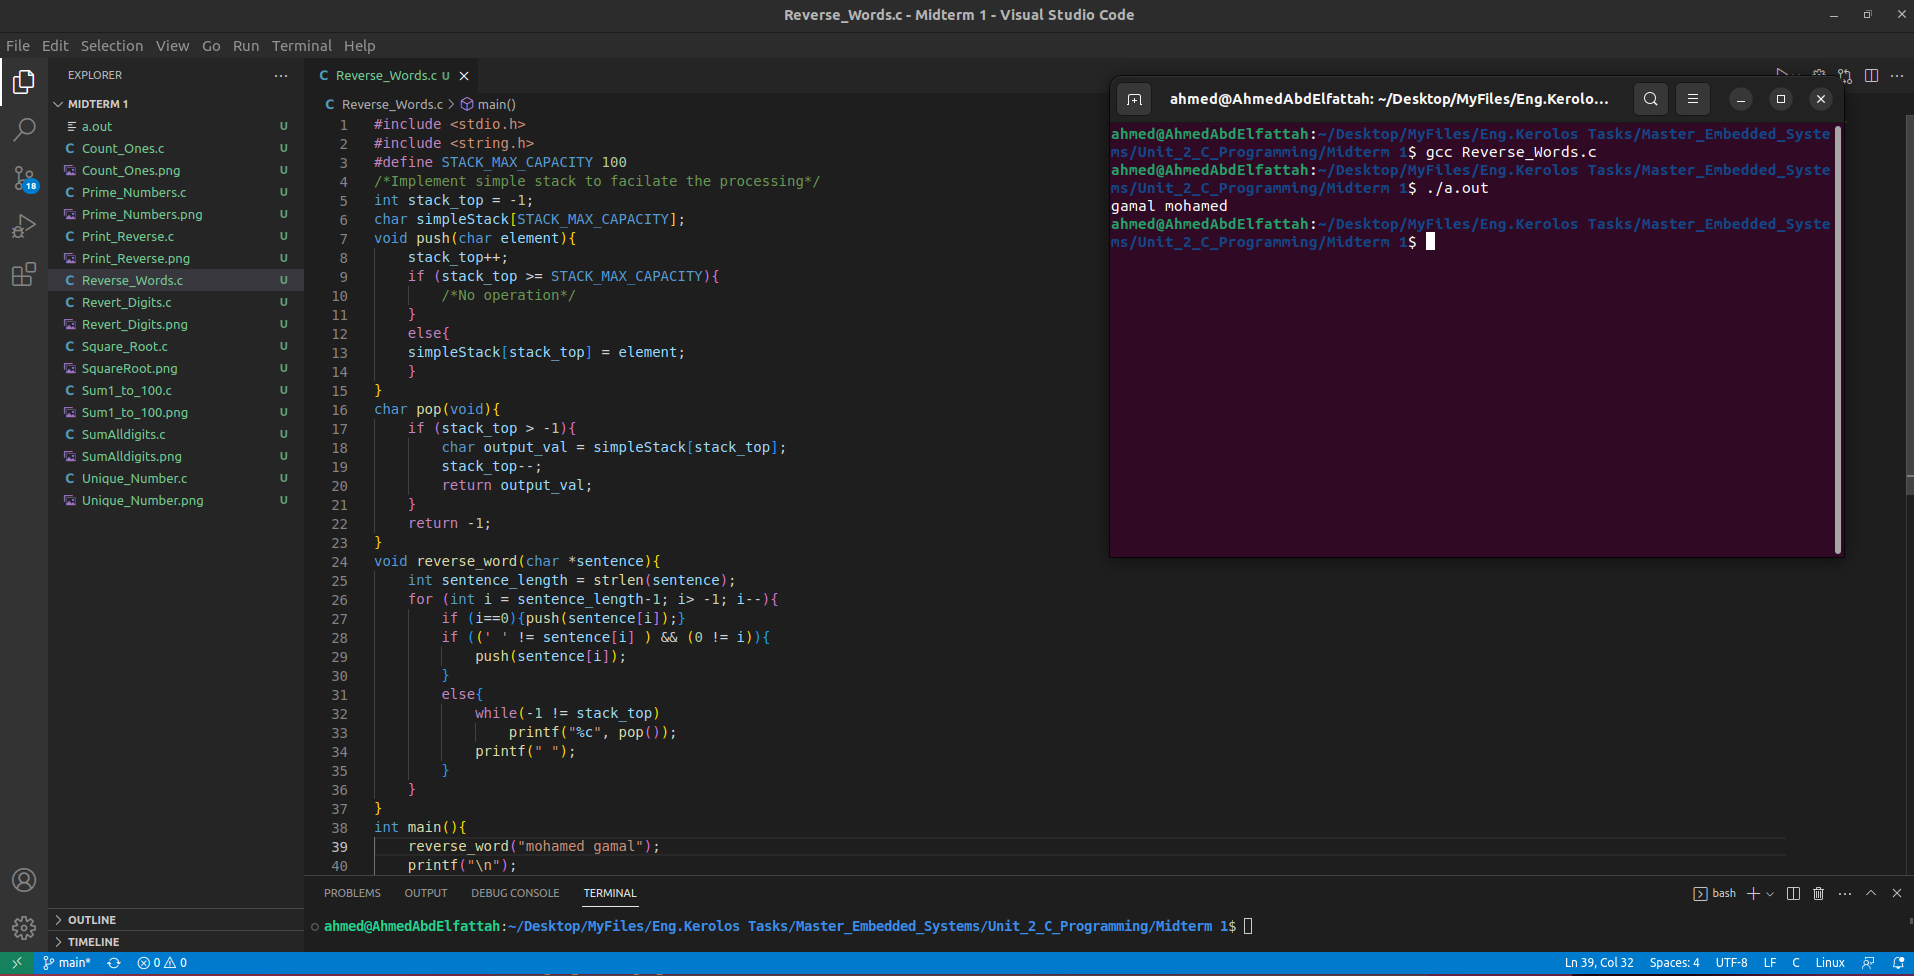 Reverse_Words.c - Midterm 1 - Visual Studio Code
File Edit Selection View Go Run Terminal Help
EXPLORER
MIDTERM 1
a.out U
Count_Ones.c U
Count_Ones.png U
Prime_Numbers.c U
Prime_Numbers.png U
Print_Reverse.c U
Print_Reverse.png U
Reverse_Words.c U
Revert_Digits.c U
Revert_Digits.png U
Square_Root.c U
SquareRoot.png U
Sum1_to_100.c U
Sum1_to_100.png U
SumAlldigits.c U
SumAlldigits.png U
Unique_Number.c U
Unique_Number.png U
OUTLINE
TIMELINE
18
C Reverse_Words.c U
C Reverse_Words.c > main()
1 #include <stdio.h>
2 #include <string.h>
3 #define STACK_MAX_CAPACITY 100
4 /*Implement simple stack to facilate the processing*/
5 int stack_top = -1;
6 char simpleStack[STACK_MAX_CAPACITY];
7 void push(char element){
8 stack_top++;
9 if (stack_top >= STACK_MAX_CAPACITY){
10 /*No operation*/
11 }
12 else{
13 simpleStack[stack_top] = element;
14 }
15 }
16 char pop(void){
17 if (stack_top > -1){
18 char output_val = simpleStack[stack_top];
19 stack_top--;
20 return output_val;
21 }
22 return -1;
23 }
24 void reverse_word(char *sentence){
25 int sentence_length = strlen(sentence);
26 for (int i = sentence_length-1; i> -1; i--){
27 if (i==0){push(sentence[i]);}
28 if ((' ' != sentence[i] ) && (0 != i)){
29 push(sentence[i]);
30 }
31 else{
32 while(-1 != stack_top)
33 printf("%c", pop());
34 printf(" ");
35 }
36 }
37 }
38 int main(){
39 reverse_word("mohamed gamal");
40 printf("\n");
ahmed@AhmedAbdElfattah: ~/Desktop/MyFiles/Eng.Kerolo...
ahmed@AhmedAbdElfattah:~/Desktop/MyFiles/Eng.Kerolos Tasks/Master_Embedded_Syste
ms/Unit_2_C_Programming/Midterm 1$ gcc Reverse_Words.c
ahmed@AhmedAbdElfattah:~/Desktop/MyFiles/Eng.Kerolos Tasks/Master_Embedded_Syste
ms/Unit_2_C_Programming/Midterm 1$ ./a.out
gamal mohamed
ahmed@AhmedAbdElfattah:~/Desktop/MyFiles/Eng.Kerolos Tasks/Master_Embedded_Syste
ms/Unit_2_C_Programming/Midterm 1$
PROBLEMS OUTPUT DEBUG CONSOLE TERMINAL
bash
ahmed@AhmedAbdElfattah:~/Desktop/MyFiles/Eng.Kerolos Tasks/Master_Embedded_Systems/Unit_2_C_Programming/Midterm 1$
main* 0 0
Ln 39, Col 32 Spaces: 4 UTF-8 LF C Linux